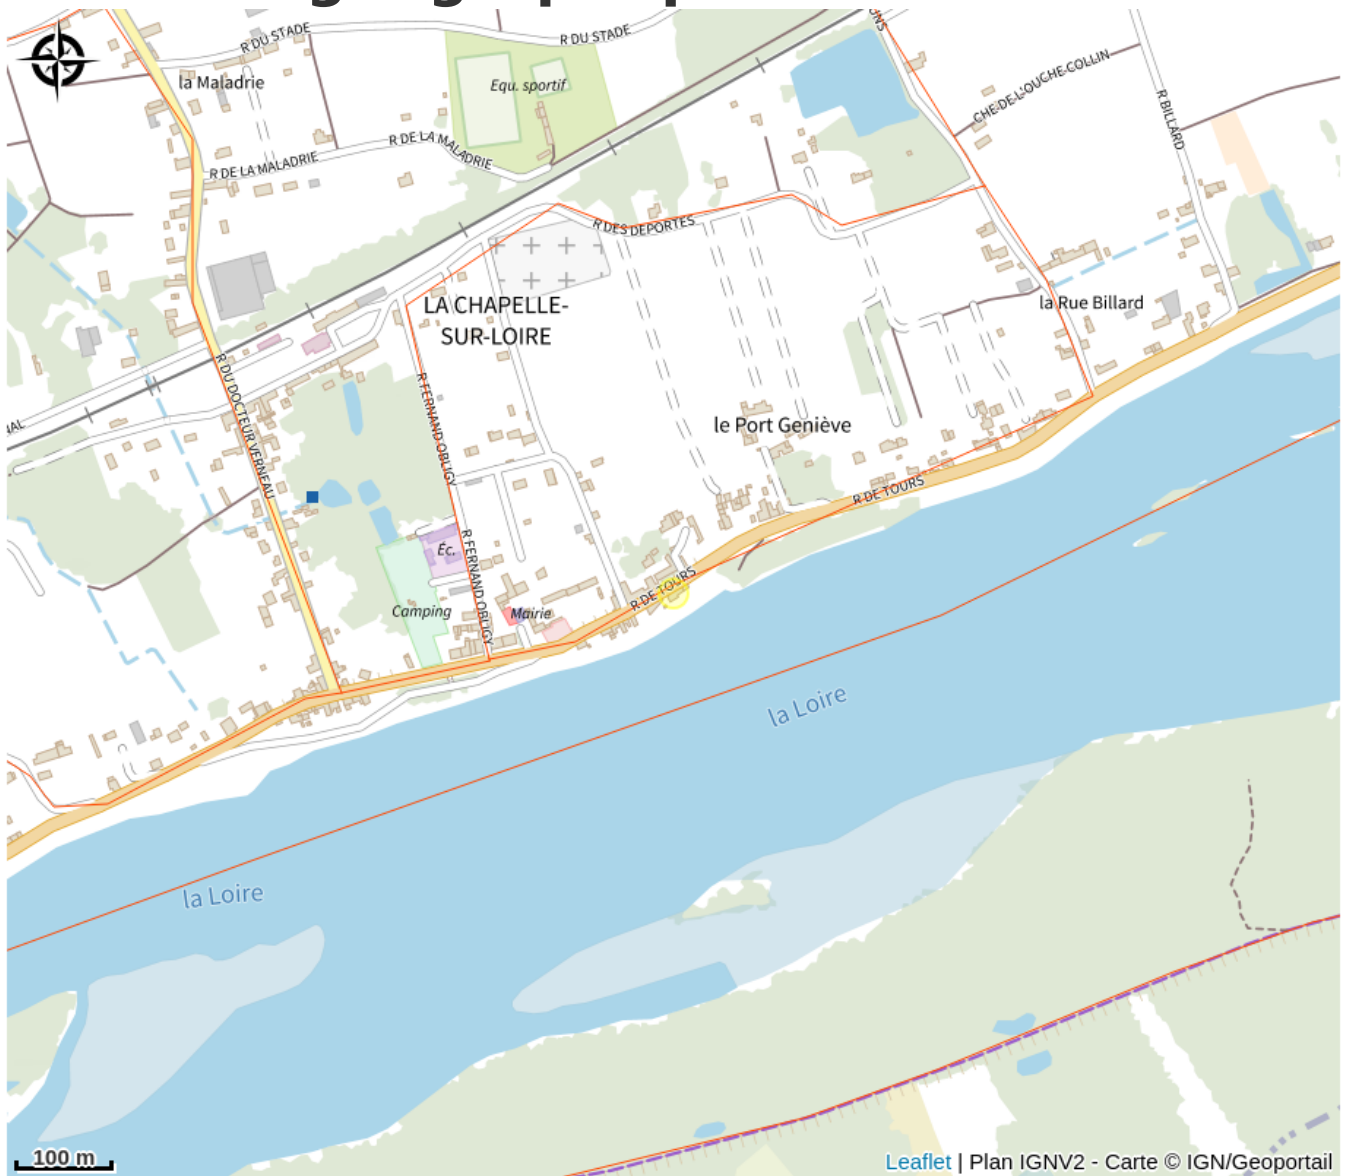 R DU STADE
R DU STADE
la Maladrie
Equ. sportif
CHE-DE-L'OUCHE-COLLIN
R BILLARD
R DE LA MALADRIE
R DE LA MALADRIE
R DES DEPORTES
la Rue Billard
LA CHAPELLE-
SUR-LOIRE
R DU DOCTEUR VERNEAU
R FERNAND OBLIGY
le Port Geniève
R DE TOURS
Éc.
R FERNAND OBLIGY
R DE TOURS
Camping
Mairie
la Loire
la Loire
100 m
Leaflet | Plan IGNV2 - Carte © IGN/Geoportail